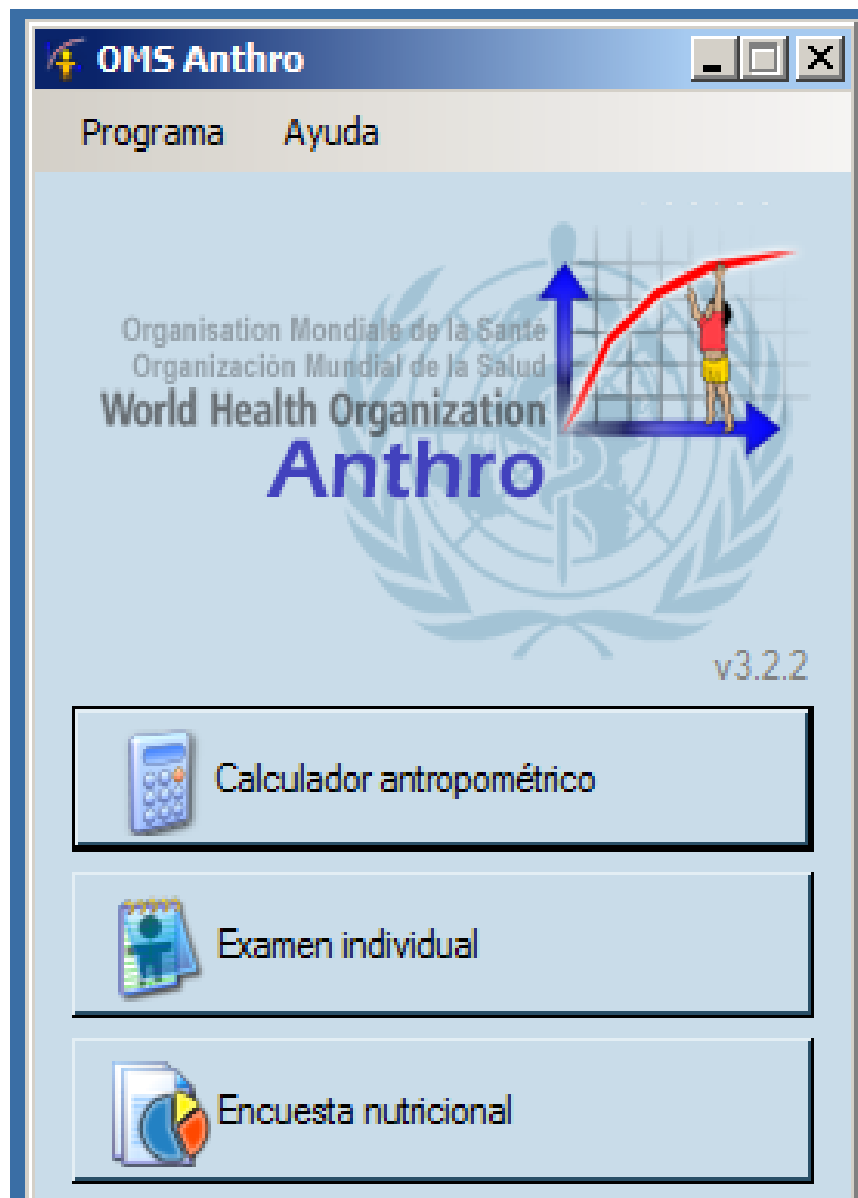 OMS Anthro
Programa Ayuda
Organisation Mondiale de la Santé
Organización Mundial de la Salud
World Health Organization
Anthro
v3.2.2
Calculador antropométrico
Examen individual
Encuesta nutricional